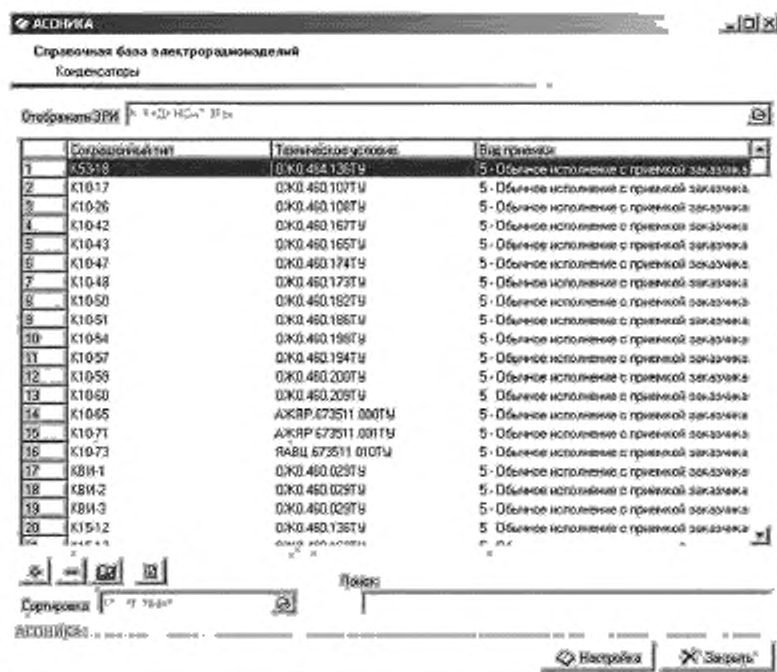 АСОНИКА
Справочная база электрорадиоизделий
Конденсаторы
Отображать ЭРИ
Сокращенный тип Технические условия Вид приемки
1 К53-18 ОЖ0.464.136ТУ 5 - Обычное исполнение с приемкой заказчика
2 К10-17 ОЖ0.460.107ТУ 5 - Обычное исполнение с приемкой заказчика
3 К10-26 ОЖ0.460.108ТУ 5 - Обычное исполнение с приемкой заказчика
4 К10-42 ОЖ0.460.167ТУ 5 - Обычное исполнение с приемкой заказчика
5 К10-43 ОЖ0.460.165ТУ 5 - Обычное исполнение с приемкой заказчика
6 К10-47 ОЖ0.460.174ТУ 5 - Обычное исполнение с приемкой заказчика
7 К10-48 ОЖ0.460.173ТУ 5 - Обычное исполнение с приемкой заказчика
8 К10-50 ОЖ0.460.182ТУ 5 - Обычное исполнение с приемкой заказчика
9 К10-51 ОЖ0.460.186ТУ 5 - Обычное исполнение с приемкой заказчика
10 К10-54 ОЖ0.460.198ТУ 5 - Обычное исполнение с приемкой заказчика
11 К10-57 ОЖ0.460.194ТУ 5 - Обычное исполнение с приемкой заказчика
12 К10-59 ОЖ0.460.200ТУ 5 - Обычное исполнение с приемкой заказчика
13 К10-60 ОЖ0.460.209ТУ 5 Обычное исполнение с приемкой заказчика
14 К10-65 АЖЯР.673511.000ТУ 5 - Обычное исполнение с приемкой заказчика
15 К10-71 АЖЯР.673511.001ТУ 5 - Обычное исполнение с приемкой заказчика
16 К10-73 ЯАВЦ.673511.010ТУ 5 - Обычное исполнение с приемкой заказчика
17 КВИ-1 ОЖ0.460.029ТУ 5 - Обычное исполнение с приемкой заказчика
18 КВИ-2 ОЖ0.460.029ТУ 5 - Обычное исполнение с приемкой заказчика
19 КВИ-3 ОЖ0.460.029ТУ 5 - Обычное исполнение с приемкой заказчика
20 К15-12 ОЖ0.460.136ТУ 5 Обычное исполнение с приемкой заказчика
Поиск:
Сортировка
АСОНИКА
Настройка Закрыть